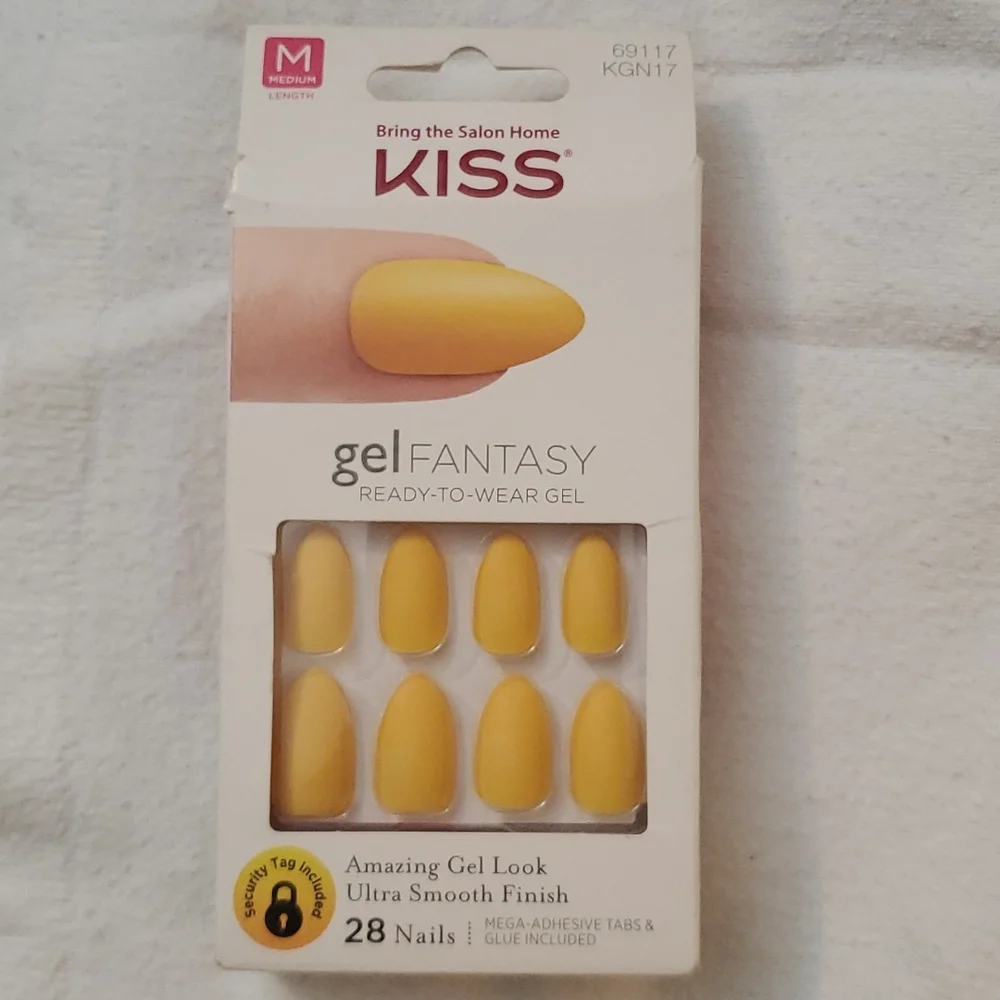 M
MEDIUM
LENGTH
69117
KGN17
Bring the Salon Home
KISS®
gel FANTASY
READY-TO-WEAR GEL
Security Tag Included
Amazing Gel Look
Ultra Smooth Finish
28 Nails
MEGA-ADHESIVE TABS &
GLUE INCLUDED